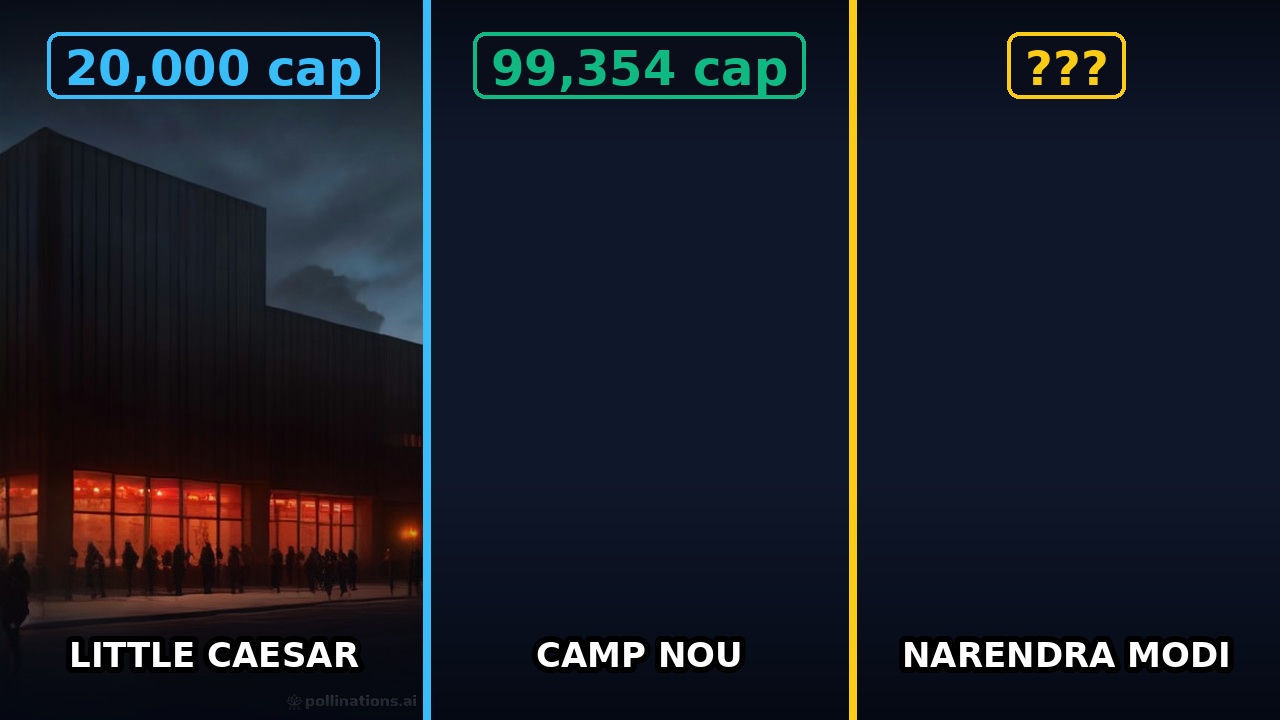 20,000 cap
99,354 cap
???
LITTLE CAESAR
CAMP NOU
NARENDRA MODI
pollinations.ai